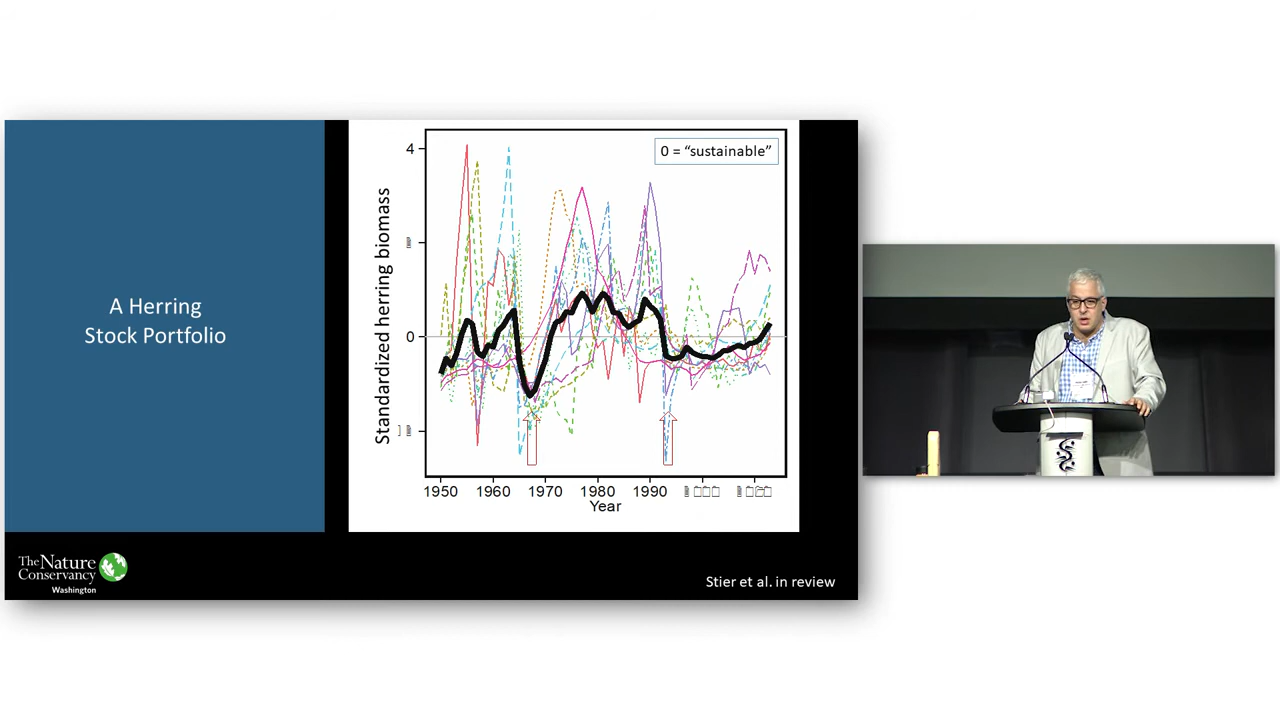 A Herring
Stock Portfolio
0 = “sustainable”
Standardized herring biomass
4
0
1950 1960 1970 1980 1990
Year
The Nature
Conservancy
Washington
Stier et al. in review